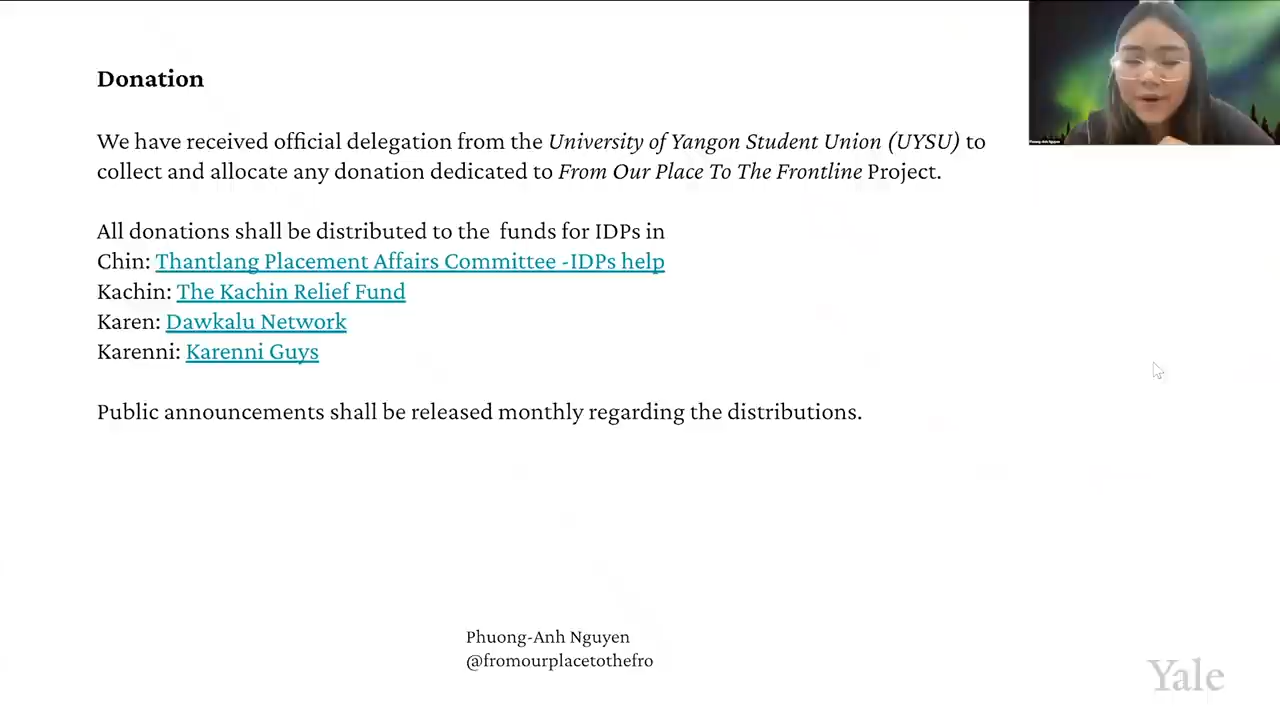 Donation
We have received official delegation from the University of Yangon Student Union (UYSU) to
collect and allocate any donation dedicated to From Our Place To The Frontline Project.
All donations shall be distributed to the funds for IDPs in
Chin: Thantlang Placement Affairs Committee -IDPs help
Kachin: The Kachin Relief Fund
Karen: Dawkalu Network
Karenni: Karenni Guys
Public announcements shall be released monthly regarding the distributions.
Phuong-Anh Nguyen
Phuong-Anh Nguyen
@fromourplacetothefro
Yale